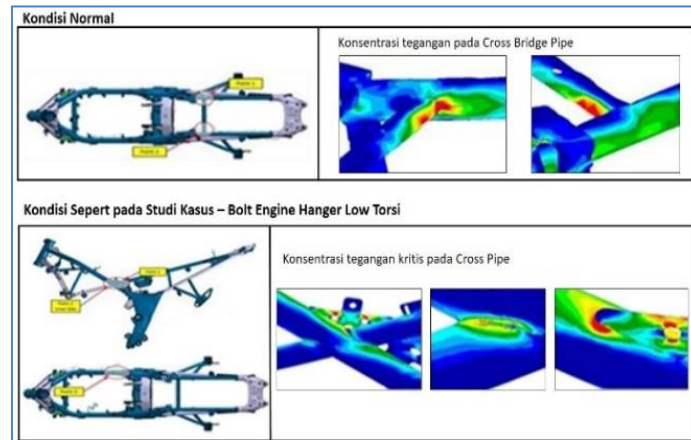 Kondisi Normal
Konsentrasi tegangan pada Cross Bridge Pipe
Kondisi Sepert pada Studi Kasus – Bolt Engine Hanger Low Torsi
Konsentrasi tegangan kritis pada Cross Pipe